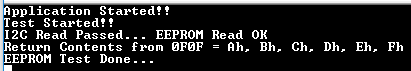 Application Started!!
Test Started!!
I2C Read Passed... EEPROM Read OK
Return Contents from 0F0F = Ah, Bh, Ch, Dh, Eh, Fh
EEPROM Test Done...